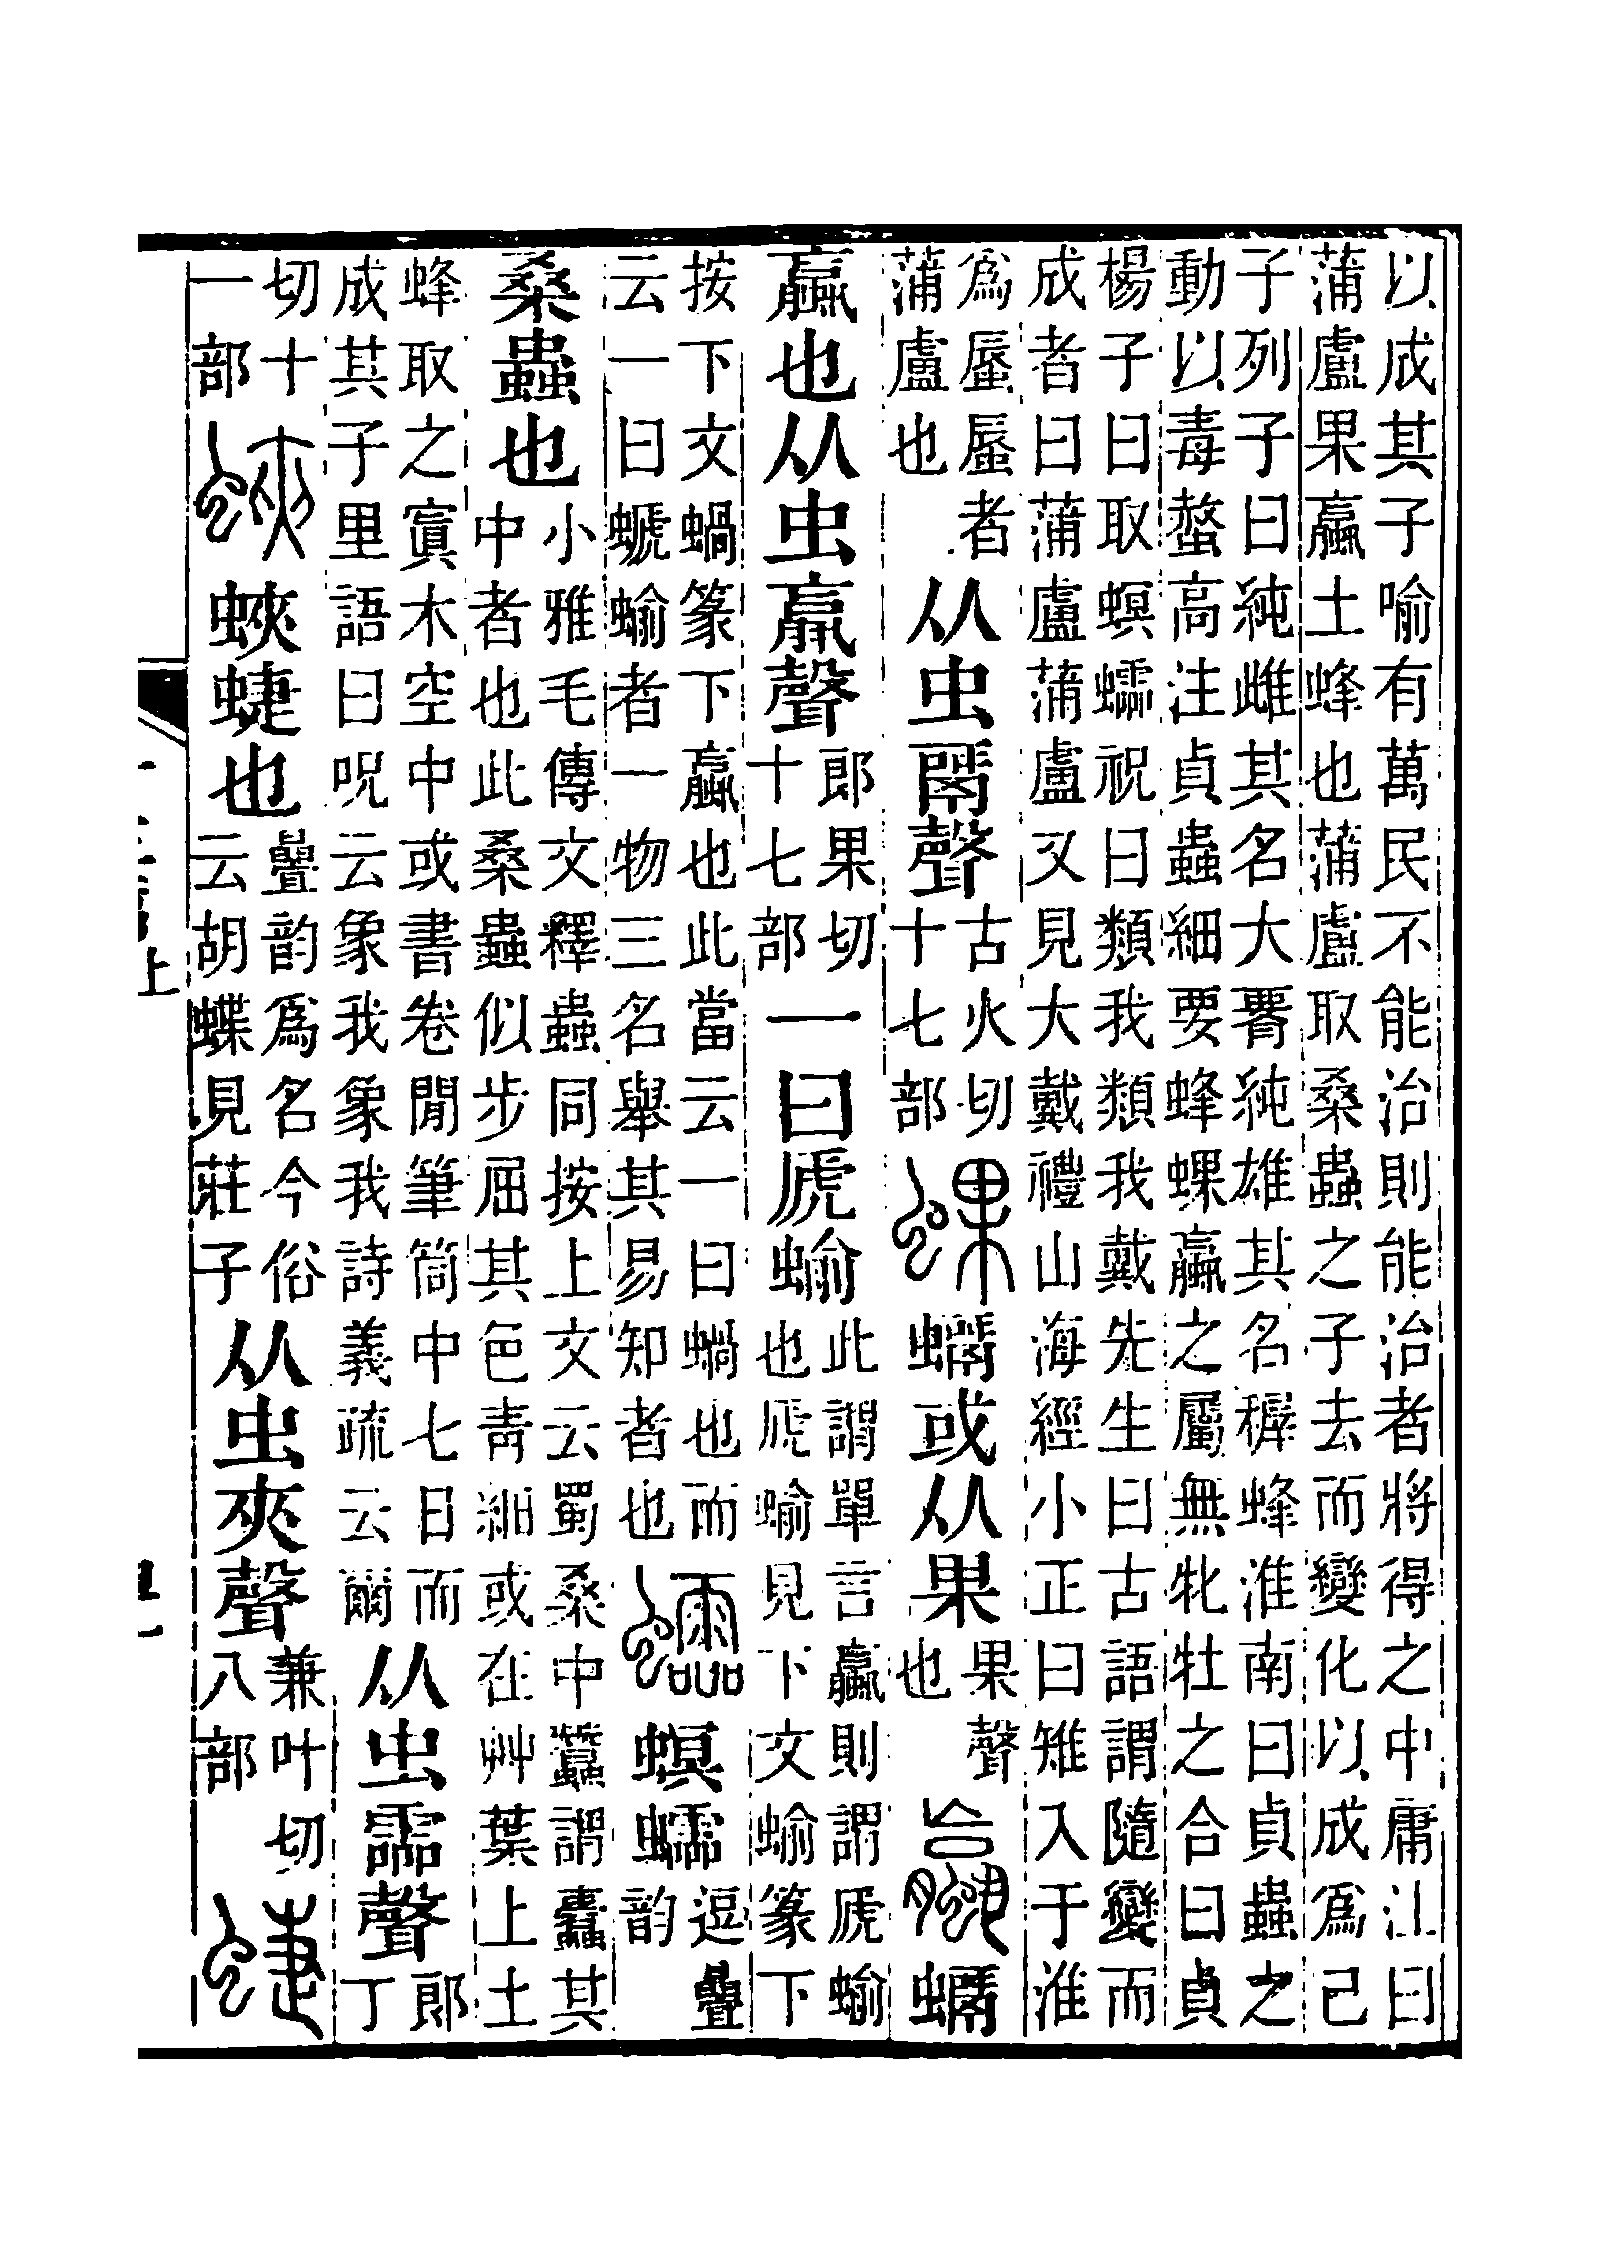 以成其子喻有萬民不能治則能治者將得之中庸注曰
蒲盧果蠃土蜂也蒲盧取桑蟲之子去而變化以成爲己
子列子曰純雌其名大純雄其名穉蜂淮南曰貞蟲之
動以毒螫高注貞蟲細要蜂蜾蠃之屬無牝牡之合曰貞
楊子曰取螟𧕅祝曰類我類我戴先生曰古語謂隨變而
成者曰蒲盧蒲盧又見大戴禮山海經小正曰雉入于淮
爲蜃蜃者
蒲盧也
从虫聲
古火切
十七部
蜾
或从果
果聲
也
蠃也从虫𦝠聲
郎果切
十七部
一曰虒蝓
此謂單言蠃則謂虒蝓
也虒蝓見下文蝓篆下
按下文蝸篆下蠃也此當云一曰蝸也而
云一曰螔蝓者一物三名舉其易知者也
𧕅
螟𧕅
逗疊
韵
桑蟲也
小雅毛傳文釋蟲同按上文云蜀桑中蠶謂蠹其
中者也此桑蟲似步屈其色青細或在艸葉上土
蜂取之寘木空中或書卷閒筆筒中七日而
成其子里語曰呪云象我象我詩義疏云爾
从虫霝聲
郎
丁
切十
一部
蛺
蛺蜨也
疊韵爲名今俗
云胡蝶見莊子
从虫夾聲
兼叶切
八部
蜨